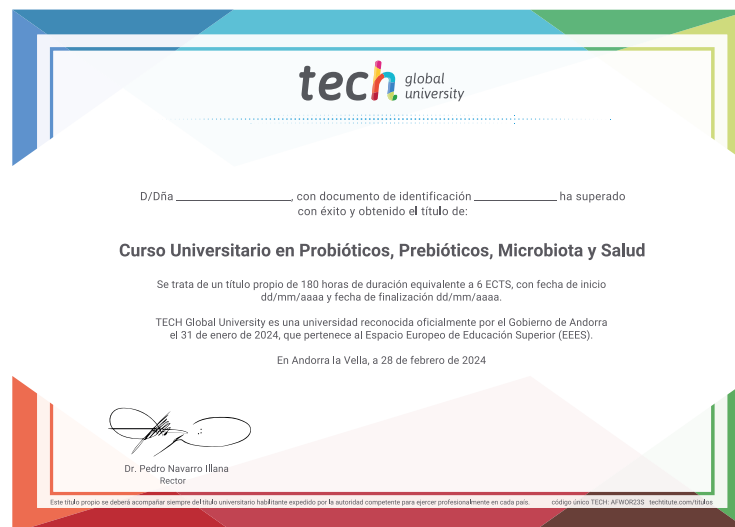 tech global university
D/Dña ____________________, con documento de identificación ______________ ha superado
con éxito y obtenido el título de:
Curso Universitario en Probióticos, Prebióticos, Microbiota y Salud
Se trata de un título propio de 180 horas de duración equivalente a 6 ECTS, con fecha de inicio
dd/mm/aaaa y fecha de finalización dd/mm/aaaa.
TECH Global University es una universidad reconocida oficialmente por el Gobierno de Andorra
el 31 de enero de 2024, que pertenece al Espacio Europeo de Educación Superior (EEES).
En Andorra la Vella, a 28 de febrero de 2024
Dr. Pedro Navarro Illana
Rector
Este título propio se deberá acompañar siempre del título universitario habilitante expedido por la autoridad competente para ejercer profesionalmente en cada país. código único TECH: AFWOR23S techtitute.com/titulos